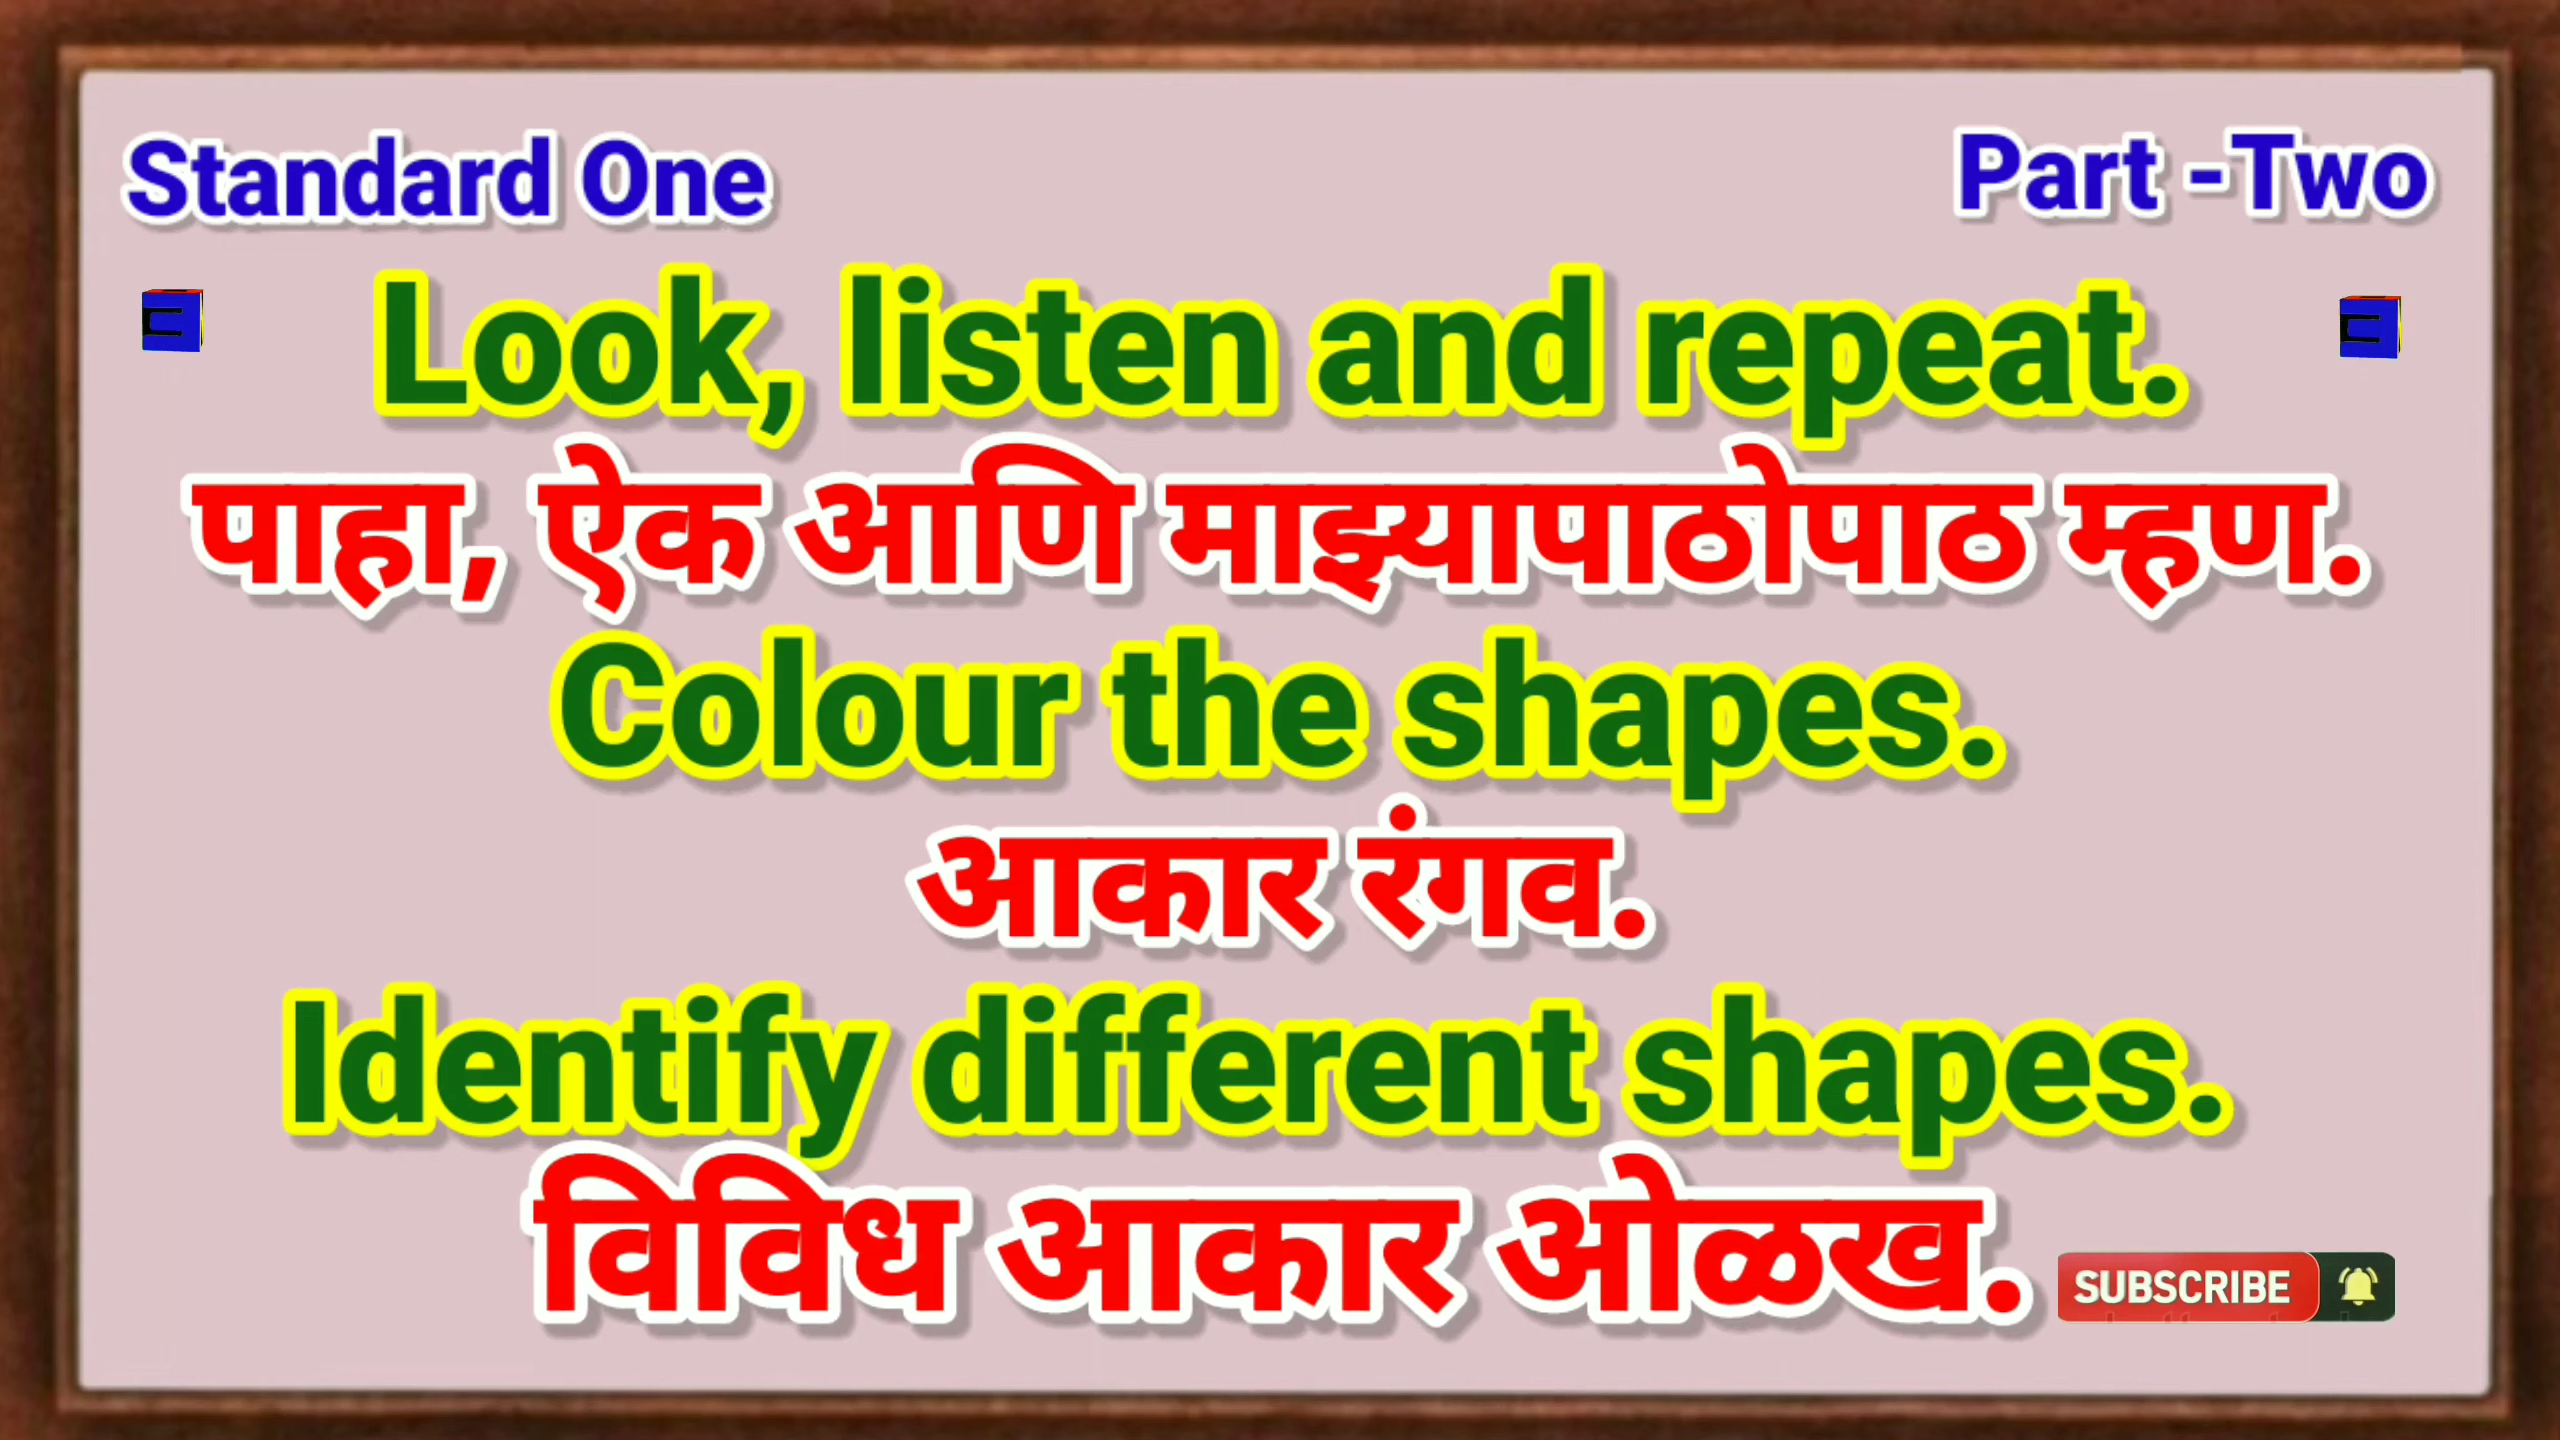 Standard One
Part -Two
Look, listen and repeat.
पाहा, ऐक आणि माझ्यापाठोपाठ म्हण.
Colour the shapes.
आकार रंगव.
Identify different shapes.
विविध आकार ओळख.
SUBSCRIBE